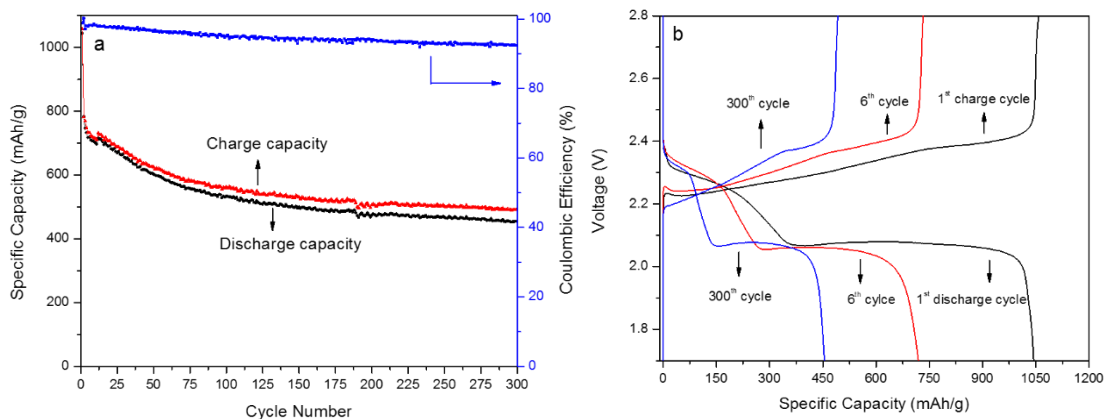 a
Specific Capacity (mAh/g)
1000
800
600
400
200
0
Charge capacity
Discharge capacity
0 25 50 75 100 125 150 175 200 225 250 275 300
Cycle Number
100
80
60
40
20
0
Coulombic Efficiency (%)
b
Voltage (V)
2.8
2.6
2.4
2.2
2.0
1.8
300th cycle
6th cycle
1st charge cycle
300th cycle
6th cylce
1st discharge cycle
0 150 300 450 600 750 900 1050 1200
Specific Capacity (mAh/g)